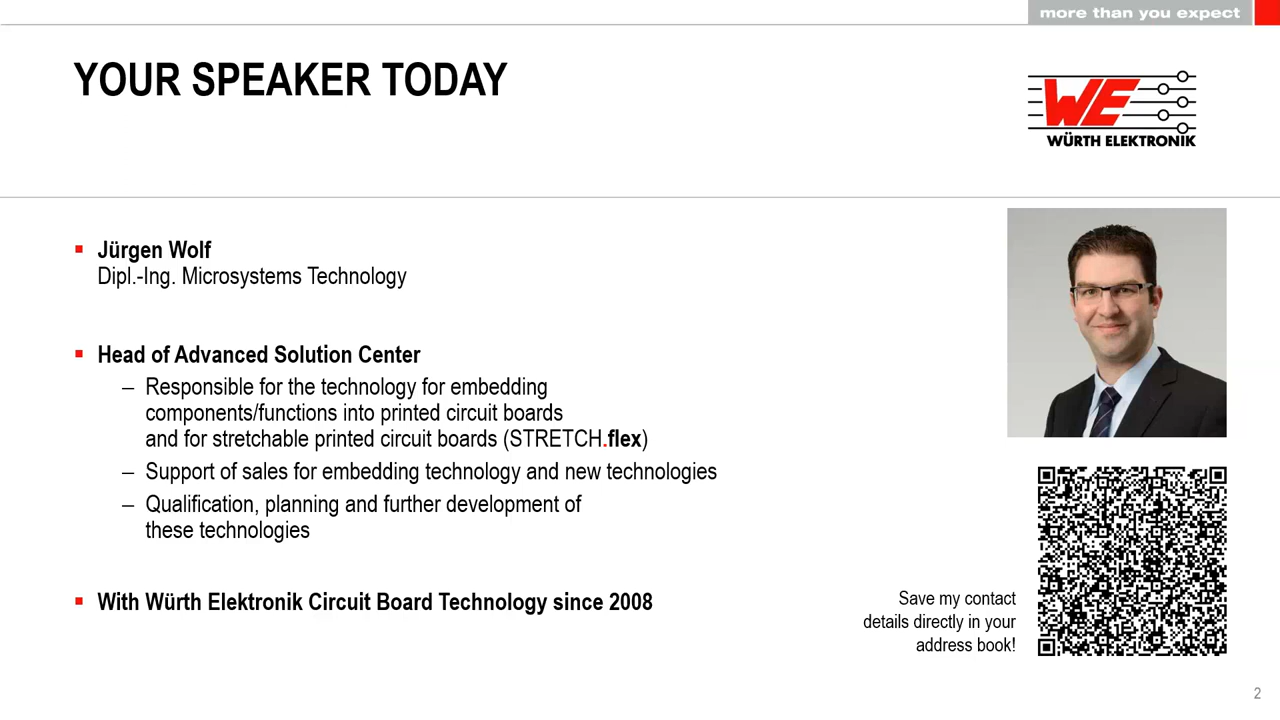 more than you expect
YOUR SPEAKER TODAY
WE
WÜRTH ELEKTRONIK
▪ Jürgen Wolf
Dipl.-Ing. Microsystems Technology
▪ Head of Advanced Solution Center
– Responsible for the technology for embedding
components/functions into printed circuit boards
and for stretchable printed circuit boards (STRETCH.flex)
– Support of sales for embedding technology and new technologies
– Qualification, planning and further development of
these technologies
▪ With Würth Elektronik Circuit Board Technology since 2008
Save my contact
details directly in your
address book!
2